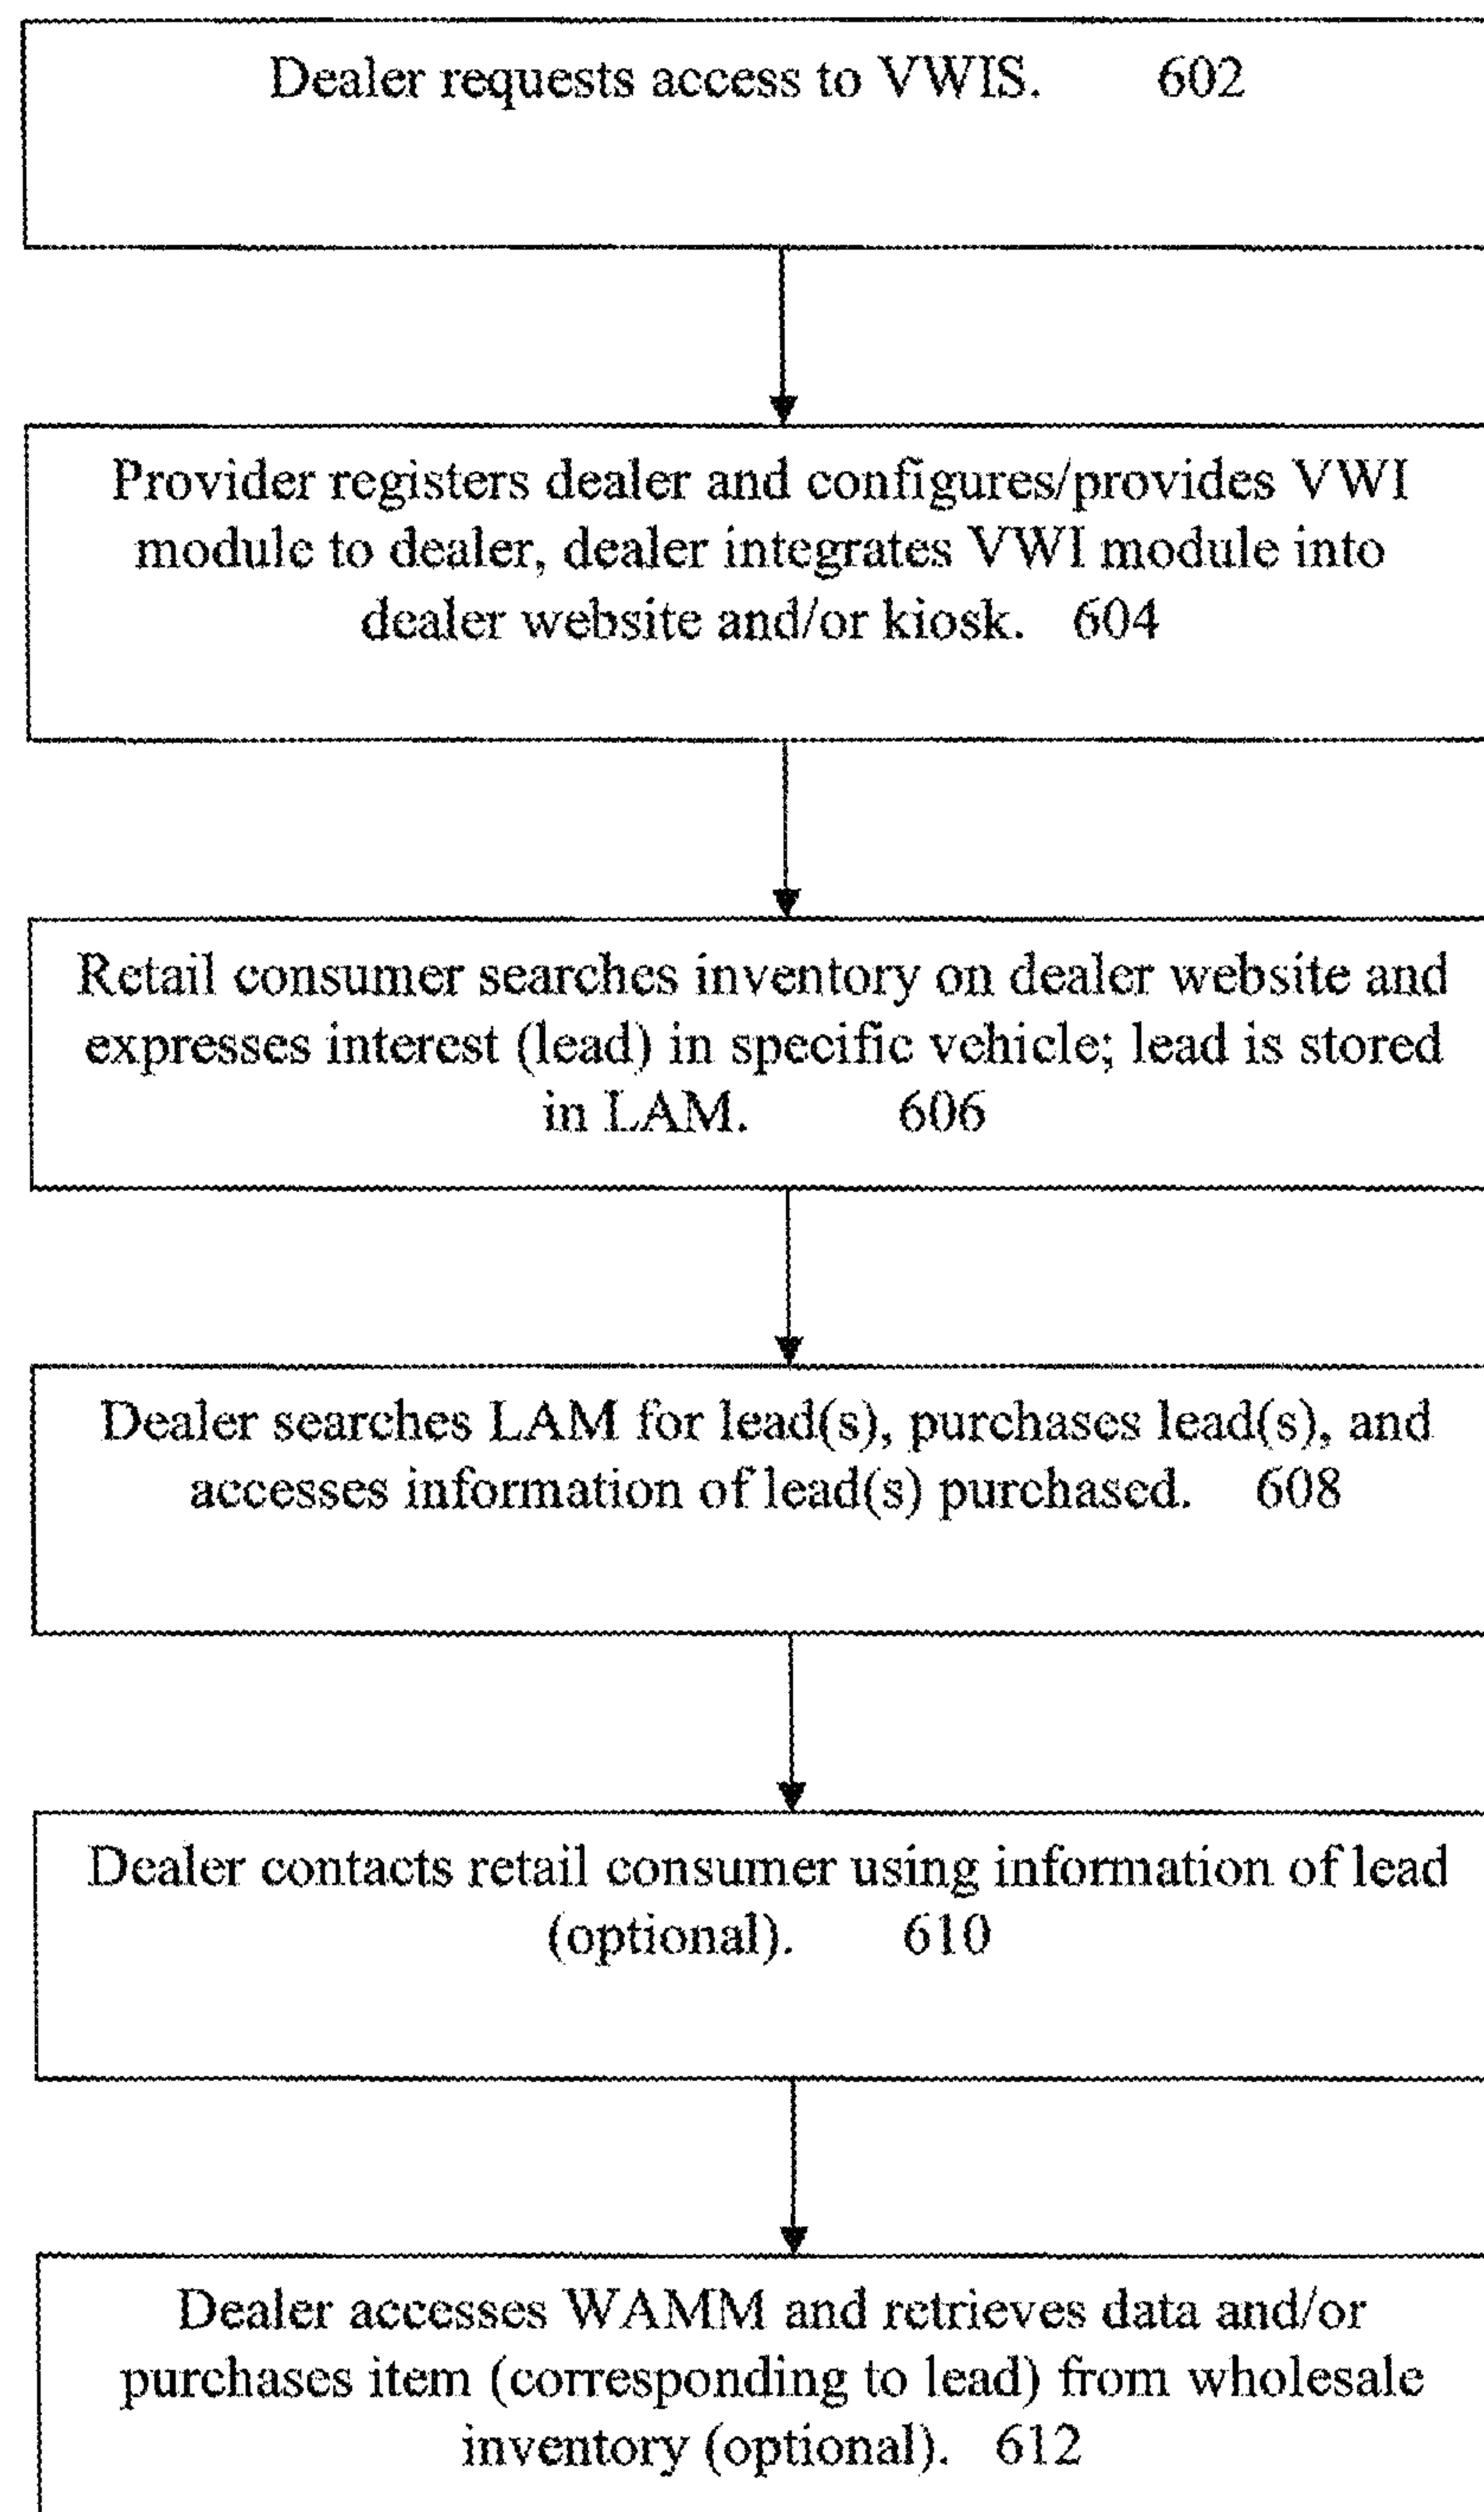 Dealer requests access to VWIS. 602
Provider registers dealer and configures/provides VWI
module to dealer, dealer integrates VWI module into
dealer website and/or kiosk. 604
Retail consumer searches inventory on dealer website and
expresses interest (lead) in specific vehicle; lead is stored
in LAM. 606
Dealer searches LAM for lead(s), purchases lead(s), and
accesses information of lead(s) purchased. 608
Dealer contacts retail consumer using information of lead
(optional). 610
Dealer accesses WAMM and retrieves data and/or
purchases item (corresponding to lead) from wholesale
inventory (optional). 612